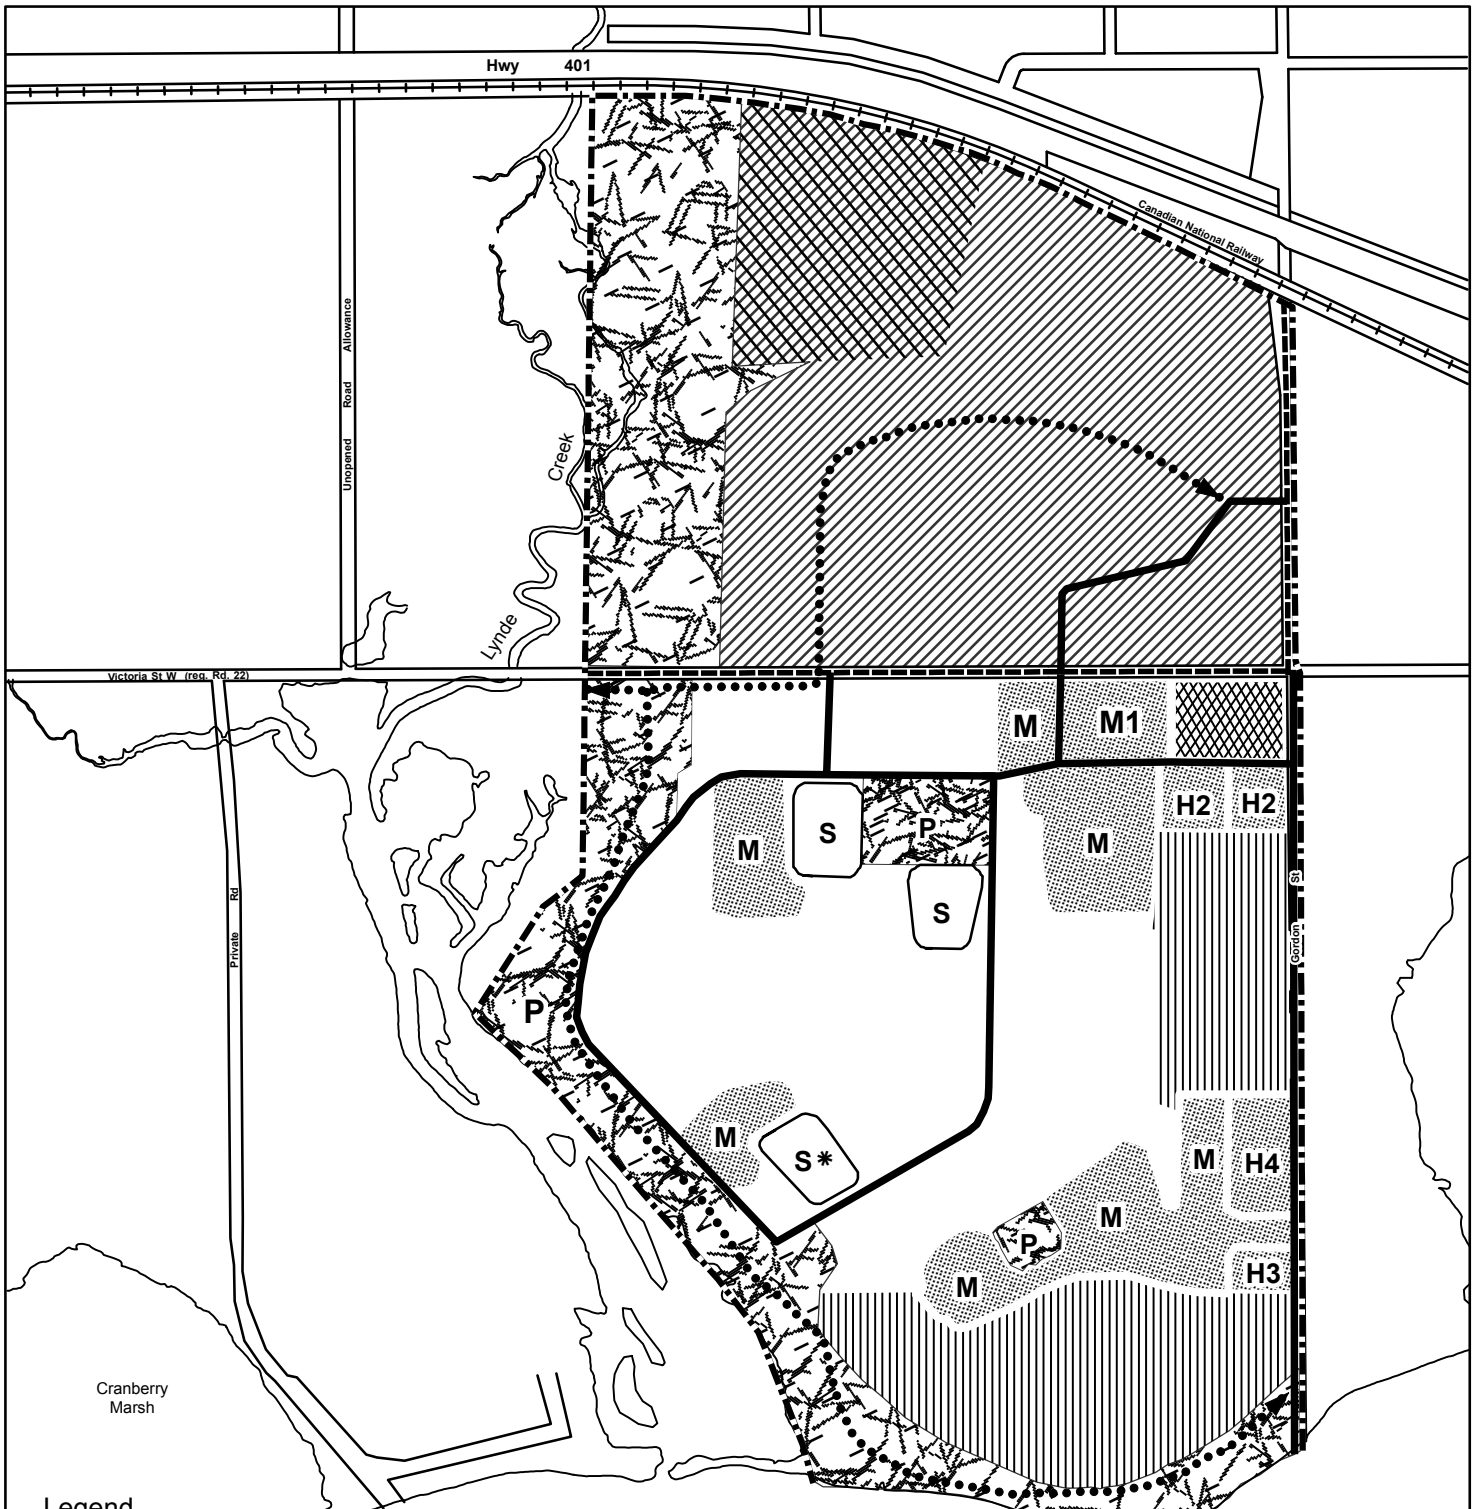 Hwy 401
Canadian National Railway
Unopened Road Allowance
Creek
Lynde
Victoria St W (reg. Rd. 22)
M
M1
H2
H2
S
P
M
M
S
Gordon St
Private Rd
P
M
S*
M
H4
M
P
H3
M
Cranberry
Marsh
Legend